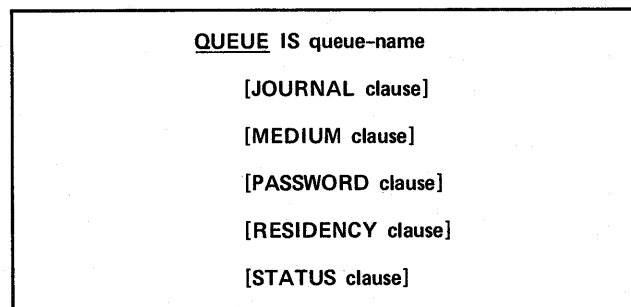 QUEUE IS queue-name
[JOURNAL clause]
[MEDIUM clause]
[PASSWORD clause]
[RESIDENCY clause]
[STATUS clause]